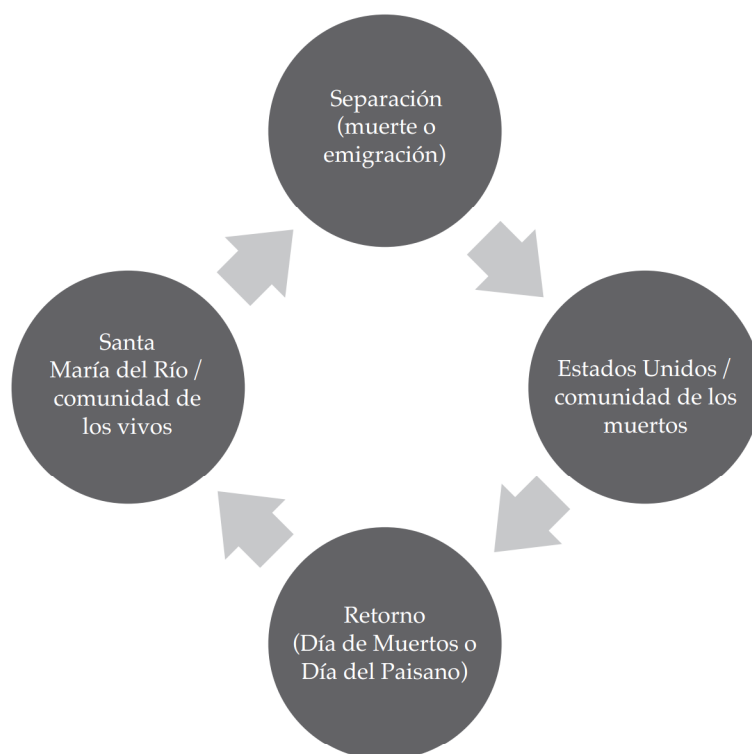 Separación
(muerte o
emigración)
Santa
María del Río /
comunidad de
los vivos
Estados Unidos /
comunidad de los
muertos
Retorno
(Día de Muertos o
Día del Paisano)